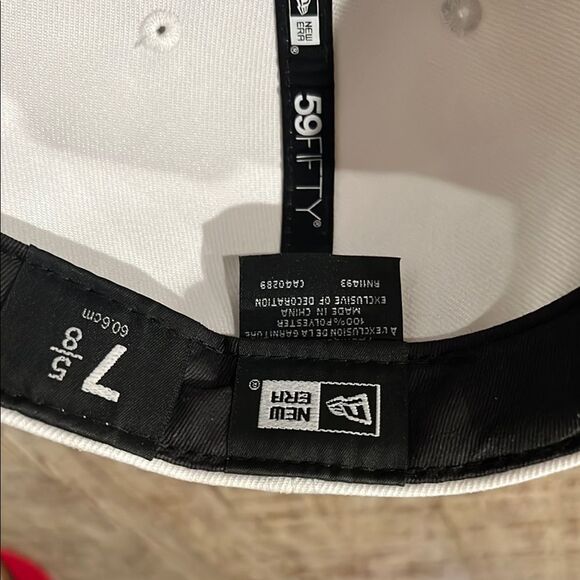 NEW
ERA
®
59FIFTY®
RN11493
CA40289
EXCLUSIVE OF DECORATION
MADE IN CHINA
100% POLYESTER
A L'EXCLUSION DE LA GARNITURE
7 5/8
60.6cm
NEW
ERA
®